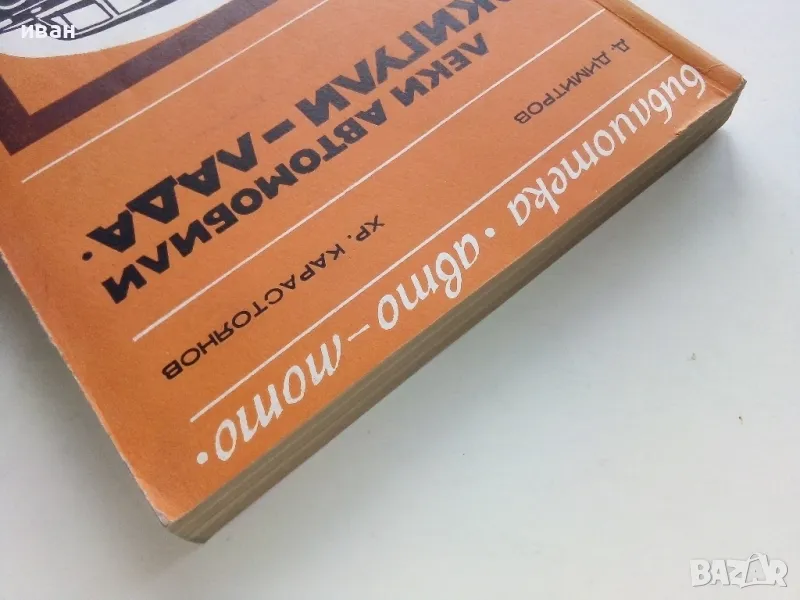 библиотека • авто – мото •
Д. ДИМИТРОВ ХР. КАРАСТОЯНОВ
ЛЕКИ АВТОМОБИЛИ
ЖИГУЛИ – ЛАДА •
иван
BAZAR